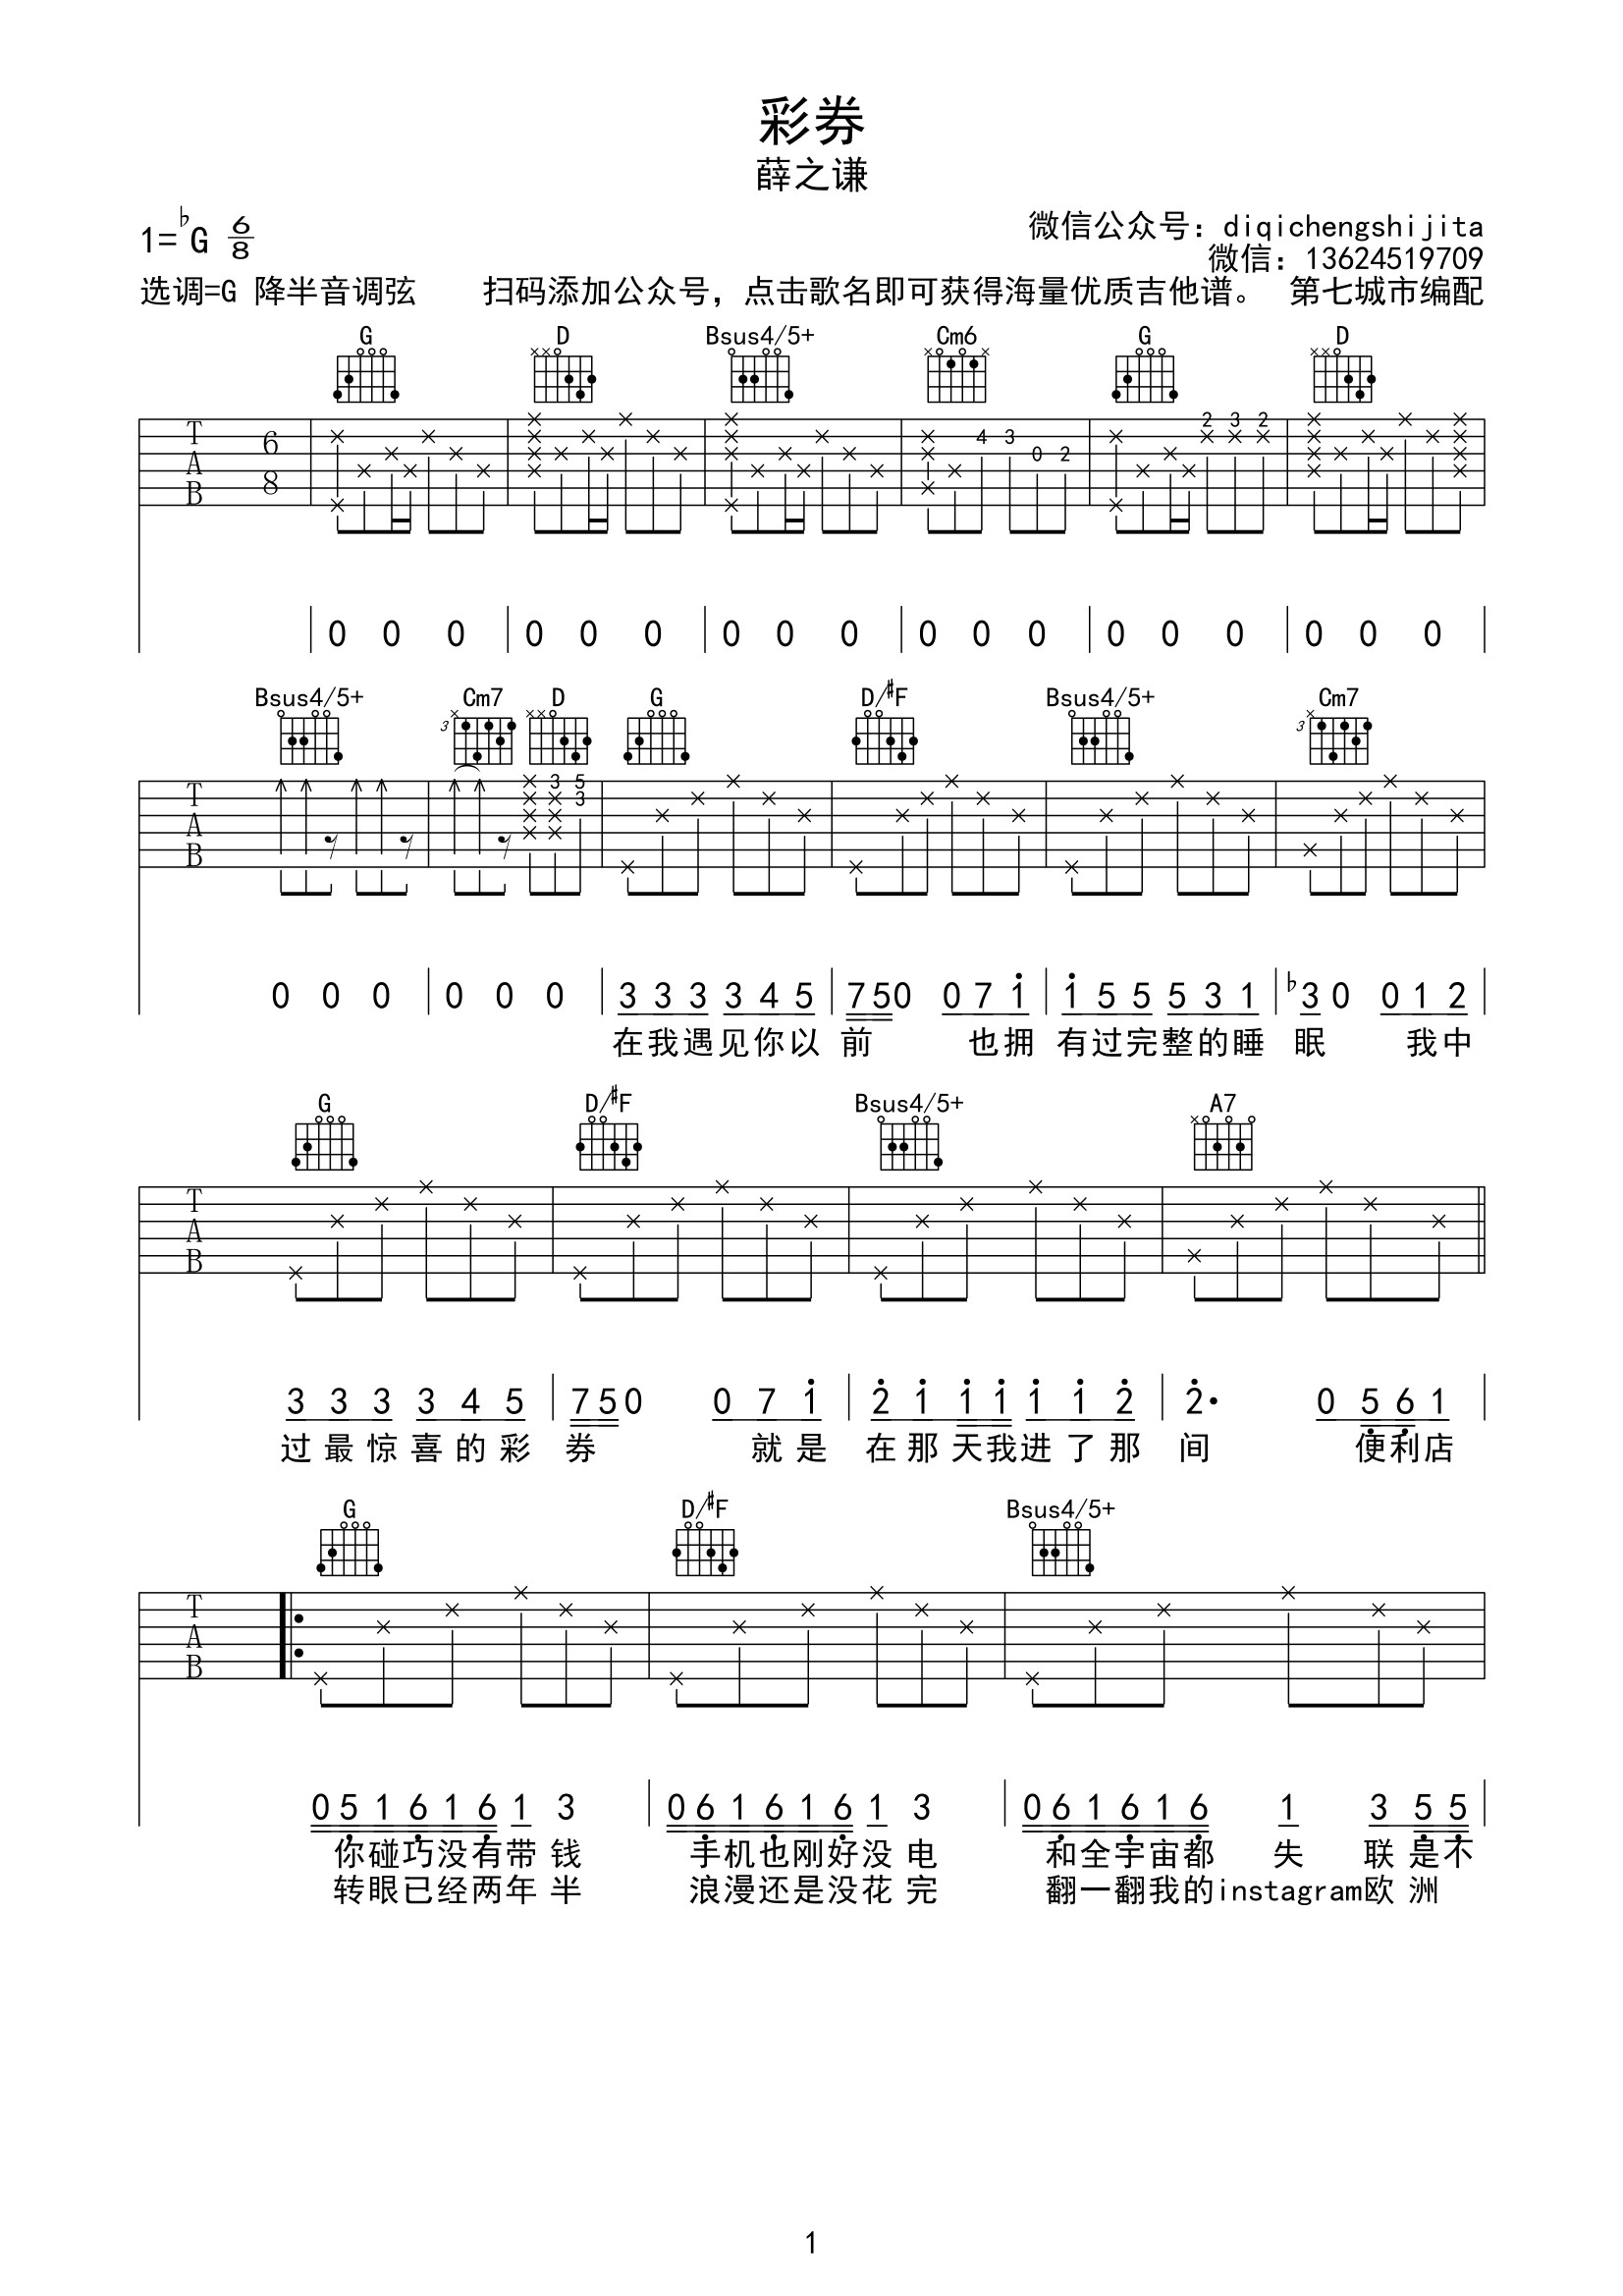 彩券
薛之谦
1=♭G 6/8
微信公众号：diqichengshijita
微信：13624519709
选调=G 降半音调弦 扫码添加公众号，点击歌名即可获得海量优质吉他谱。 第七城市编配
G D Bsus4/5+ Cm6 G D
T A B 6 8 4 3 0 2 2 3 2
0 0 0 0 0 0 0 0 0 0 0 0 0 0 0 0 0 0
Bsus4/5+ Cm7 D G D/#F Bsus4/5+ Cm7
3 3
T A B 3 5 3
0 0 0 0 0 0 3 3 3 3 4 5 7 5 0 0 7 1 1 5 5 5 3 1 ♭3 0 0 1 2
在我遇见你以 前 也拥 有过完整的睡 眠 我中
G D/#F Bsus4/5+ A7
T A B
3 3 3 3 4 5 7 5 0 0 7 1 2 1 1 1 1 1 2 2· 0 5 6 1
过最惊喜的彩 券 就是 在那天我进了那 间 便利店
G D/#F Bsus4/5+
T A B
0 5 1 6 1 6 1 3 0 6 1 6 1 6 1 3 0 6 1 6 1 6 1 3 5 5
你碰巧没有带钱 手机也刚好没电 和全宇宙都 失 联是不
转眼已经两年半 浪漫还是没花完 翻一翻我的instagram欧洲
1